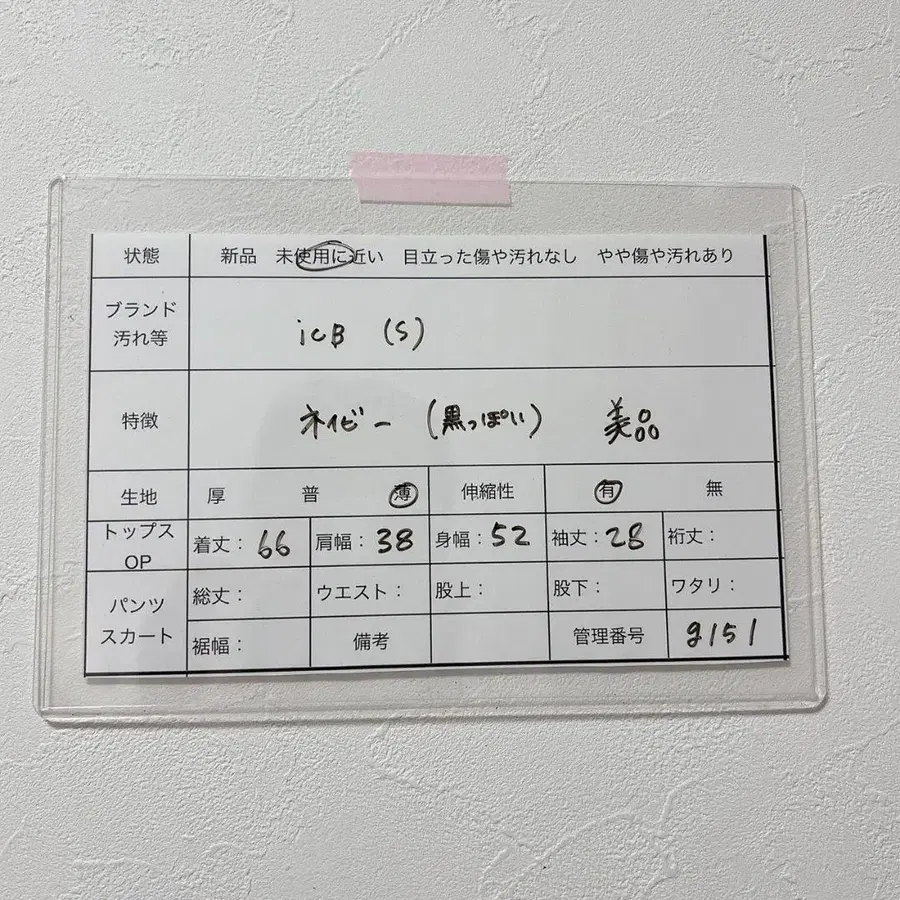 状態 新品 未使用に近い 目立った傷や汚れなし やや傷や汚れあり
ブランド
汚れ等
icB (S)
特徴 ネイビー (黒っぽい) 美品
生地 厚 普 薄 伸縮性 有 無
トップス
OP
着丈: 66 肩幅: 38 身幅: 52 袖丈: 28 裄丈:
パンツ
スカート
総丈: ウエスト: 股上: 股下: ワタリ:
裾幅: 備考 管理番号 g151